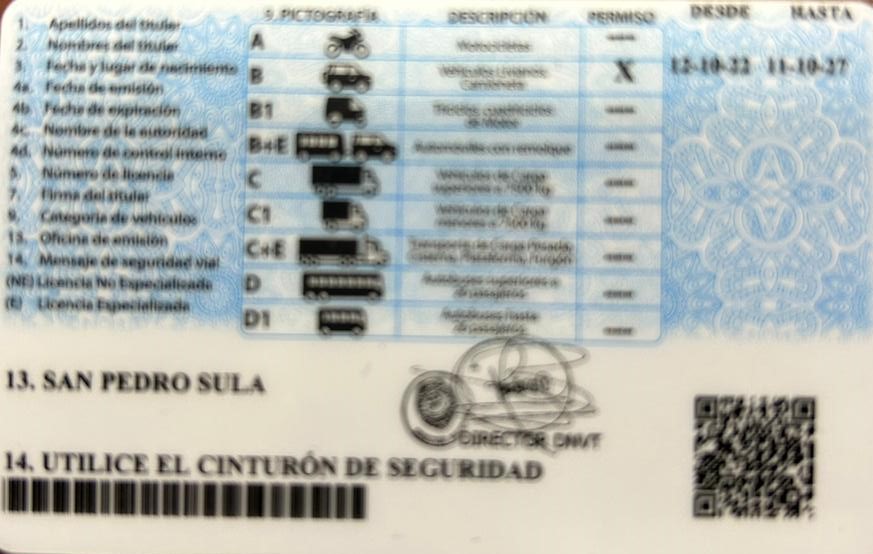 1. Apellidos del titular
2. Nombres del titular
3. Fecha y lugar de nacimiento
4a. Fecha de emisión
4b. Fecha de expiración
4c. Nombre de la autoridad
4d. Número de control interno
5. Número de licencia
7. Firma del titular
9. Categoría de vehículos
13. Oficina de emisión
14. Mensaje de seguridad vial
(NE) Licencia No Especializada
(E) Licencia Especializada
9. PICTOGRAFÍA DESCRIPCIÓN PERMISO DESDE HASTA
A Motocicletas —
B Vehículos Livianos, Camioneta X 12-10-22 11-10-27
B1 —
B+E Automóviles con remolque —
C Vehículos de Carga
superiores a 7500 kg. —
C1 Vehículos de Carga
menores a 7500 kg. —
C+E Transporte de Carga Pesada,
Cisterna, Plataforma, Furgón —
D Autobuses superiores a
pasajeros —
D1 Autobuses hasta
pasajeros —
13. SAN PEDRO SULA
DIRECTOR DNVT
14. UTILICE EL CINTURÓN DE SEGURIDAD